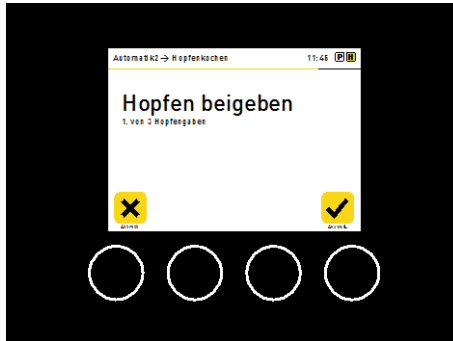 Automatik2→Hopfenkochen 11:45 P H
Hopfen beigeben
1. von 3 Hopfengaben